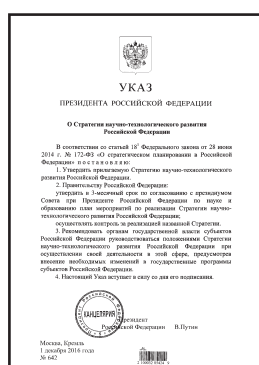 УКАЗ
ПРЕЗИДЕНТА РОССИЙСКОЙ ФЕДЕРАЦИИ
О Стратегии научно-технологического развития
Российской Федерации
В соответствии со статьей 18¹ Федерального закона от 28 июня
2014 г. № 172-ФЗ «О стратегическом планировании в Российской
Федерации» п о с т а н о в л я ю:
1. Утвердить прилагаемую Стратегию научно-технологического
развития Российской Федерации.
2. Правительству Российской Федерации:
утвердить в 3-месячный срок по согласованию с президиумом
Совета при Президенте Российской Федерации по науке и
образованию план мероприятий по реализации Стратегии научно-
технологического развития Российской Федерации;
осуществлять контроль за реализацией названной Стратегии.
3. Рекомендовать органам государственной власти субъектов
Российской Федерации руководствоваться положениями Стратегии
научно-технологического развития Российской Федерации при
осуществлении своей деятельности в этой сфере, предусмотрев
внесение необходимых изменений в государственные программы
субъектов Российской Федерации.
4. Настоящий Указ вступает в силу со дня его подписания.
КАНЦЕЛЯРИЯ
Президент
Российской Федерации В.Путин
Москва, Кремль
1 декабря 2016 года
№ 642